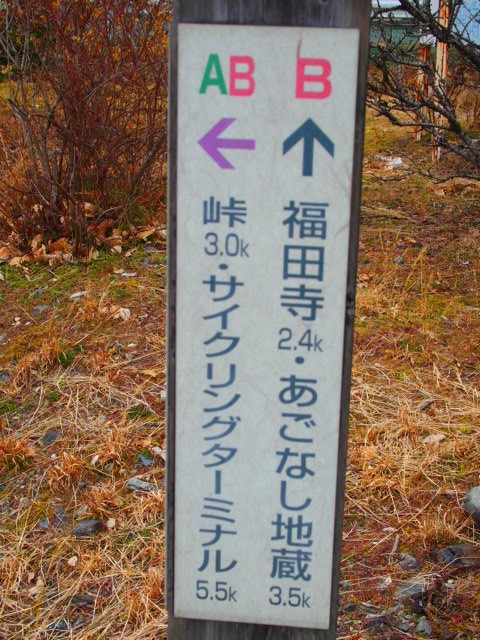 B
↑
福田寺
2.4k
・あごなし地蔵
3.5k
AB
←
峠
3.0k
・サイクリングターミナル
5.5k